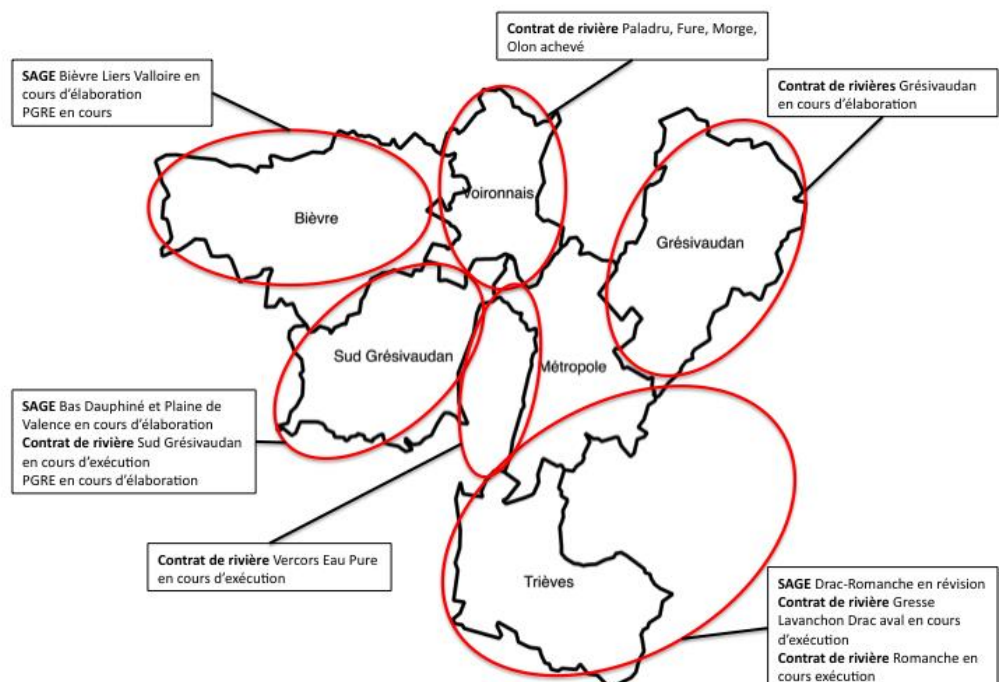 Contrat de rivière Paladru, Fure, Morge,
Olon achevé
SAGE Bièvre Liers Valloire en
cours d'élaboration
PGRE en cours
Contrat de rivières Grésivaudan
en cours d'élaboration
Voironnais
Bièvre
Grésivaudan
Sud Grésivaudan
Métropole
SAGE Bas Dauphiné et Plaine de
Valence en cours d'élaboration
Contrat de rivière Sud Grésivaudan
en cours d'exécution
PGRE en cours d'élaboration
Contrat de rivière Vercors Eau Pure
en cours d'exécution
Trièves
SAGE Drac-Romanche en révision
Contrat de rivière Gresse
Lavanchon Drac aval en cours
d'exécution
Contrat de rivière Romanche en
cours exécution